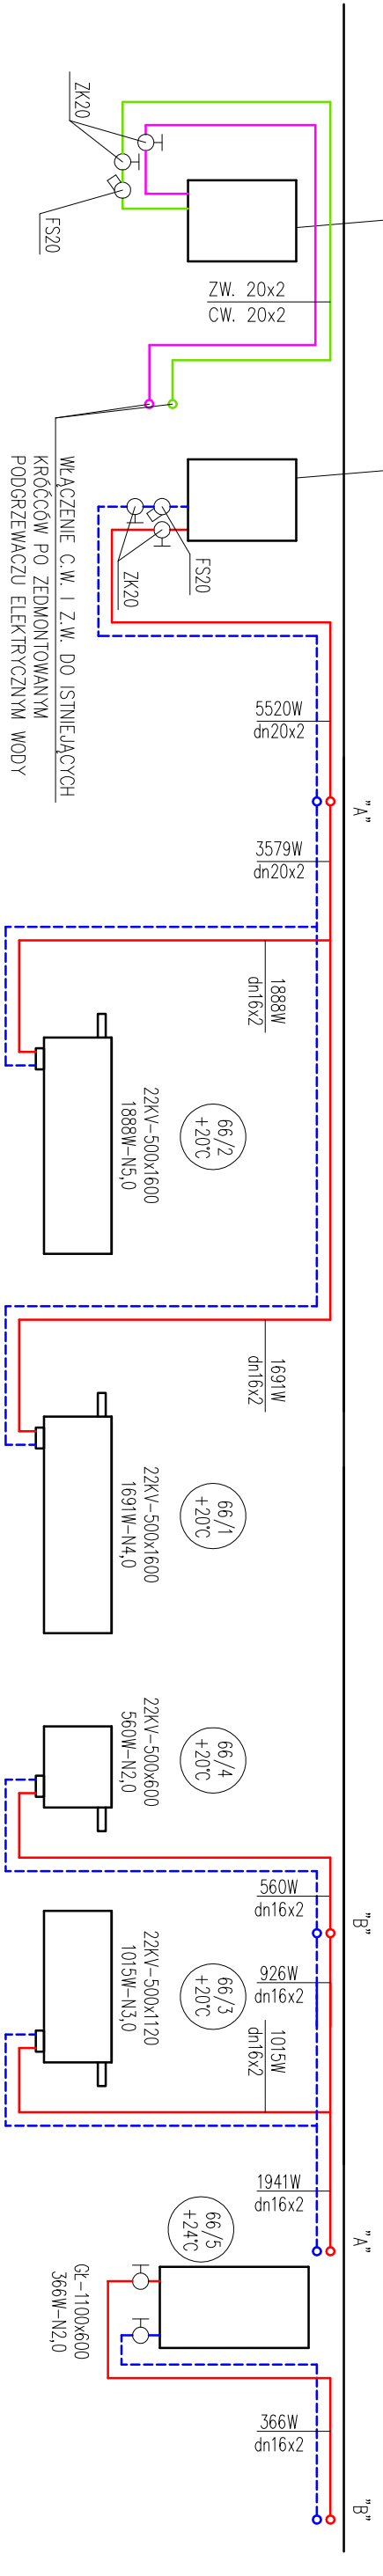 ZK20
FS20
ZW. 20x2
CW. 20x2
WŁĄCZENIE C.W. I Z.W. DO ISTNIEJĄCYCH
KRÓĆCÓW PO ZEDMONTOWANYM
PODGRZEWACZU ELEKTRYCZNYM WODY
FS20
ZK20
5520W
dn20x2
"A"
3579W
dn20x2
1888W
dn16x2
66/2
+20°C
22KV-500x1600
1888W-N5,0
1691W
dn16x2
66/1
+20°C
22KV-500x1600
1691W-N4,0
66/4
+20°C
22KV-500x600
560W-N2,0
560W
dn16x2
"B"
926W
dn16x2
66/3
+20°C
22KV-500x1120
1015W-N3,0
1015W
dn16x2
1941W
dn16x2
"A"
66/5
+24°C
GŁ-1100x600
366W-N2,0
366W
dn16x2
"B"